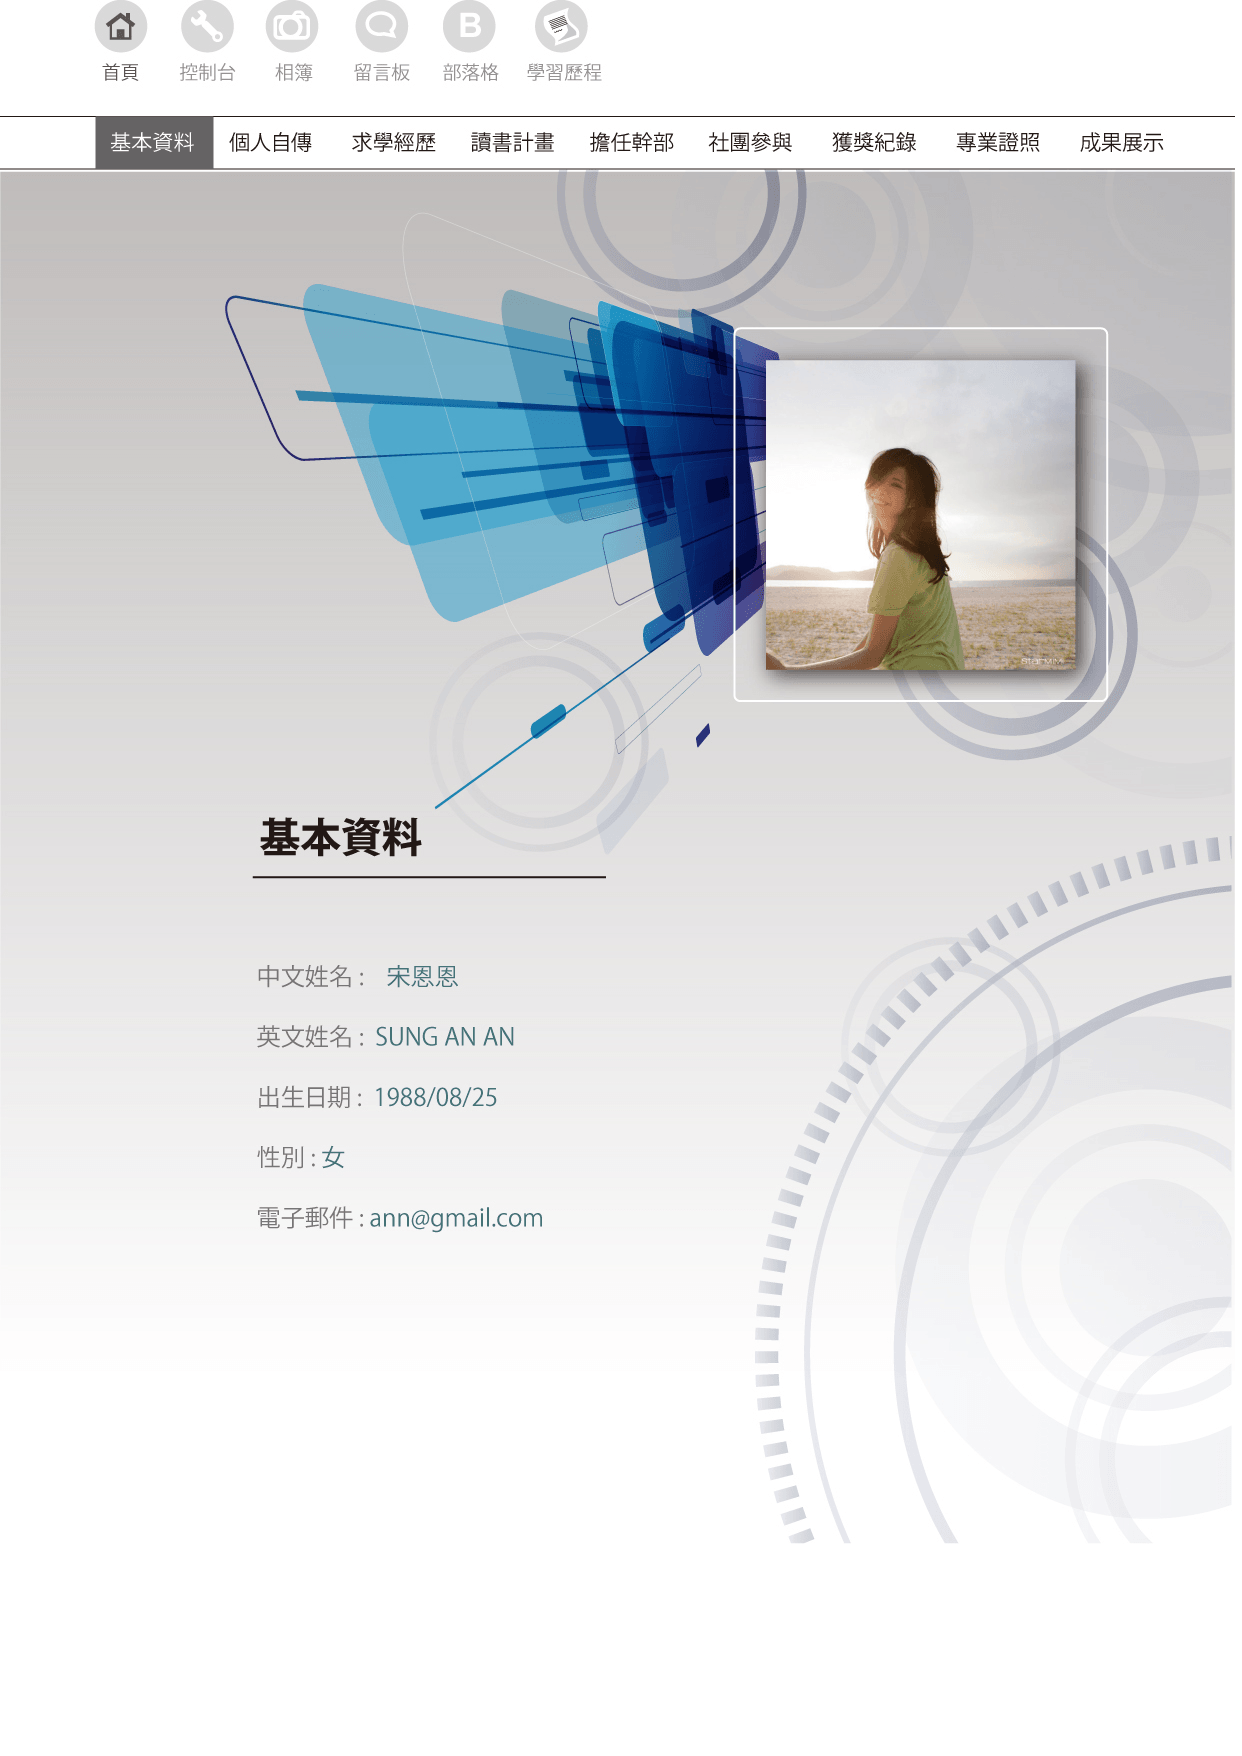 首頁 控制台 相簿 留言板 部落格 學習歷程
基本資料 個人自傳 求學經歷 讀書計畫 擔任幹部 社團參與 獲獎紀錄 專業證照 成果展示
基本資料
中文姓名 : 宋恩恩
英文姓名 : SUNG AN AN
出生日期 : 1988/08/25
性別 : 女
電子郵件 : ann@gmail.com